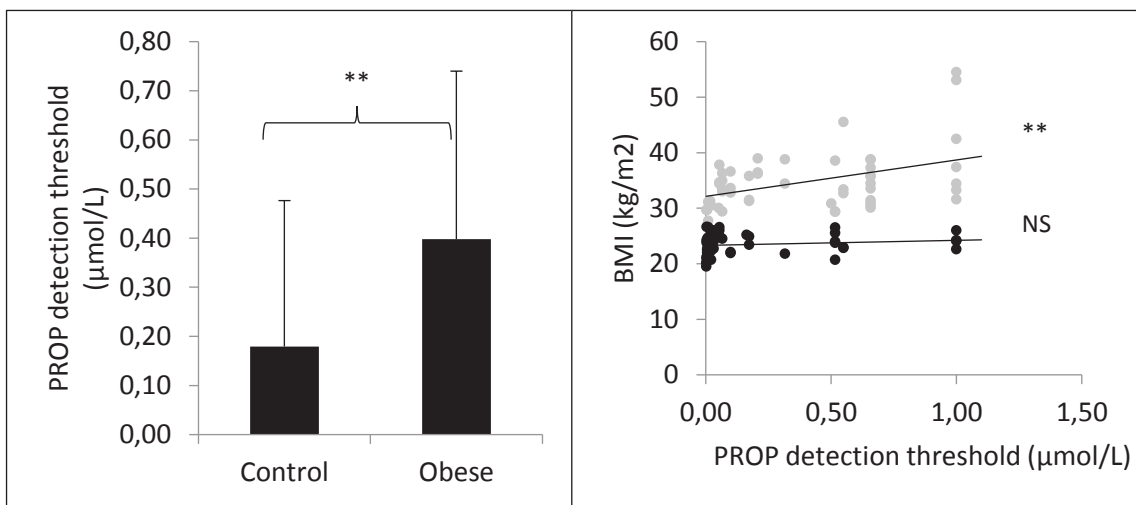 0,80
0,70
0,60
0,50
0,40
0,30
0,20
0,10
0,00
PROP detection threshold
(μmol/L)
**
Control Obese
60
50
40
30
20
10
0
BMI (kg/m2)
**
NS
0,00 0,50 1,00 1,50
PROP detection threshold (μmol/L)